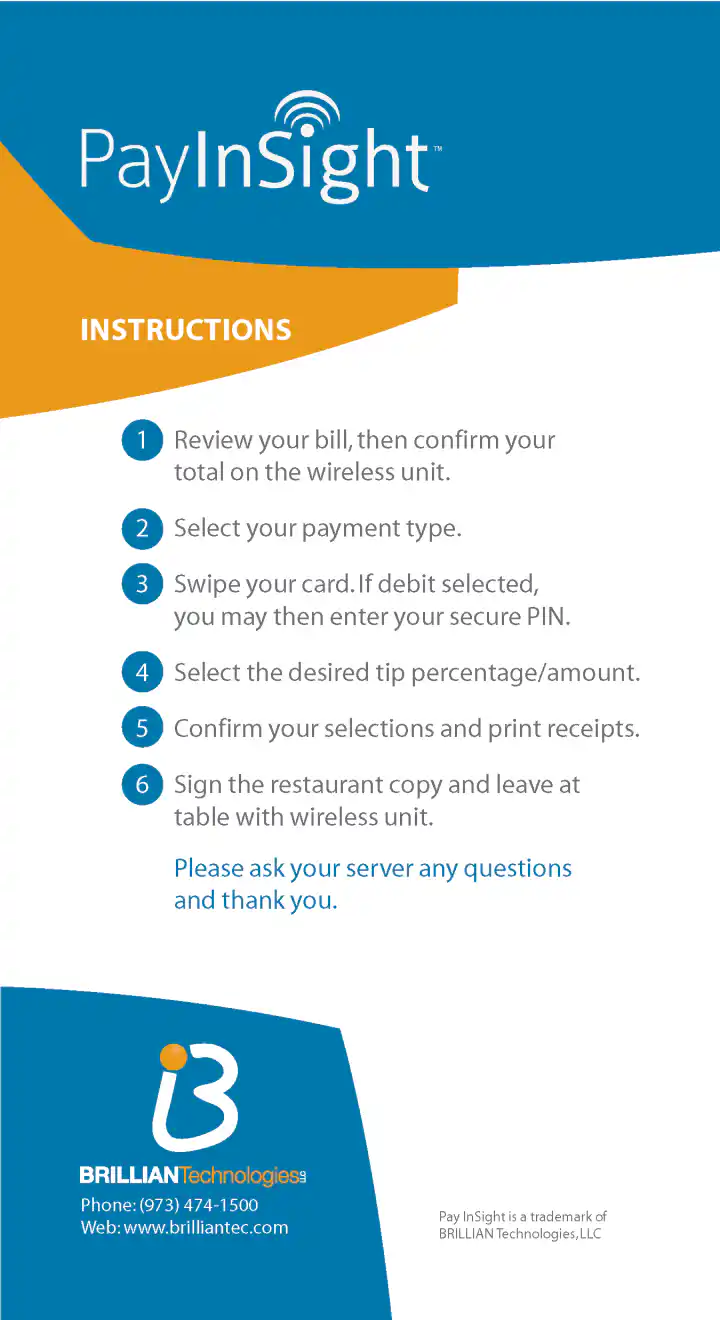 PayInSight™
INSTRUCTIONS
1 Review your bill, then confirm your
total on the wireless unit.
2 Select your payment type.
3 Swipe your card. If debit selected,
you may then enter your secure PIN.
4 Select the desired tip percentage/amount.
5 Confirm your selections and print receipts.
6 Sign the restaurant copy and leave at
table with wireless unit.
Please ask your server any questions
and thank you.
BRILLIANTechnologies LLC
Phone: (973) 474-1500
Web: www.brilliantec.com
Pay InSight is a trademark of
BRILLIAN Technologies, LLC